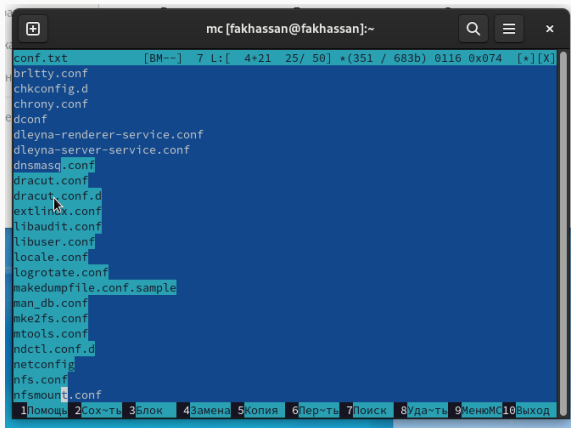 mc [fakhassan@fakhassan]:~
conf.txt [BM--] 7 L:[ 4+21 25/ 50] *(351 / 683b) 0116 0x074 [*][X]
brltty.conf
chkconfig.d
chrony.conf
dconf
dleyna-renderer-service.conf
dleyna-server-service.conf
dnsmasq.conf
dracut.conf
dracut.conf.d
extlinux.conf
libaudit.conf
libuser.conf
locale.conf
logrotate.conf
makedumpfile.conf.sample
man_db.conf
mke2fs.conf
mtools.conf
ndctl.conf.d
netconfig
nfs.conf
nfsmount.conf
1Помощь 2Сох~ть 3Блок 4Замена 5Копия 6Пер~ть 7Поиск 8Уда~ть 9МенюMC 10Выход